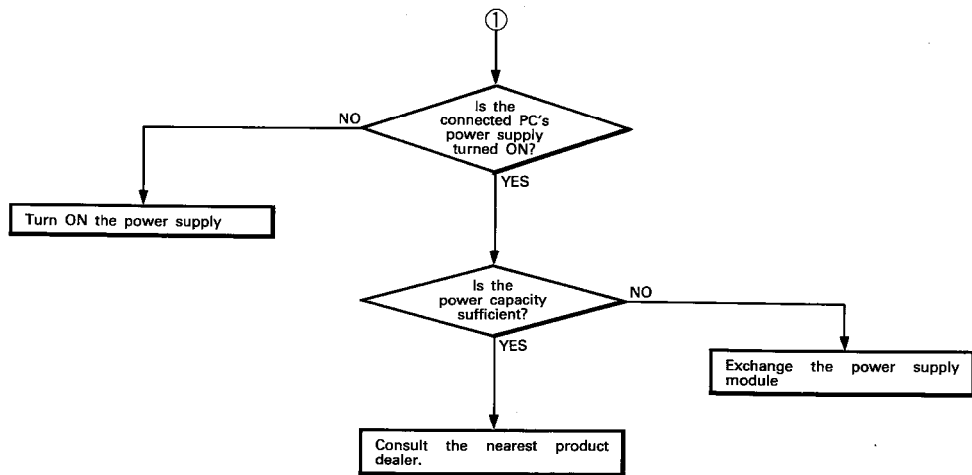 ①
Is the
connected PC's
power supply
turned ON?
NO
YES
Turn ON the power supply
Is the
power capacity
sufficient?
NO
YES
Exchange the power supply
module
Consult the nearest product
dealer.